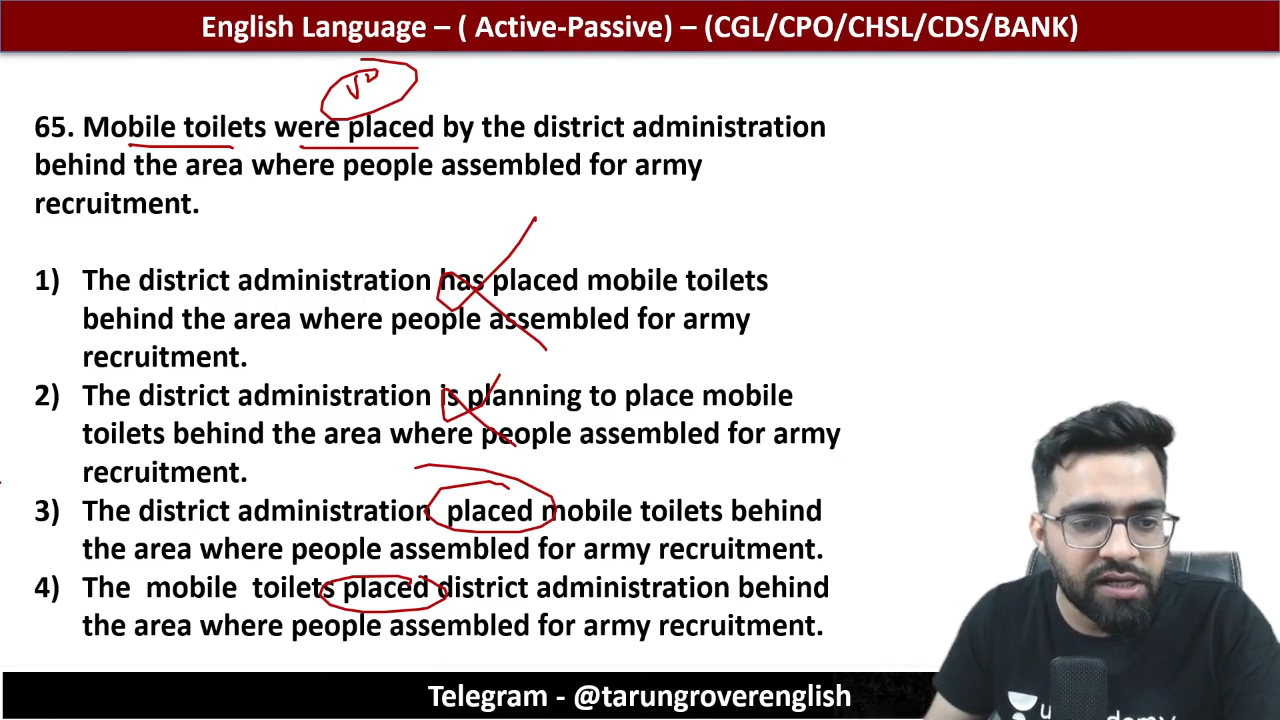 English Language – ( Active-Passive) – (CGL/CPO/CHSL/CDS/BANK)
V²
65. Mobile toilets were placed by the district administration
behind the area where people assembled for army
recruitment.
1) The district administration has placed mobile toilets
behind the area where people assembled for army
recruitment.
2) The district administration is planning to place mobile
toilets behind the area where people assembled for army
recruitment.
3) The district administration placed mobile toilets behind
the area where people assembled for army recruitment.
4) The mobile toilets placed district administration behind
the area where people assembled for army recruitment.
Telegram - @tarungroverenglish